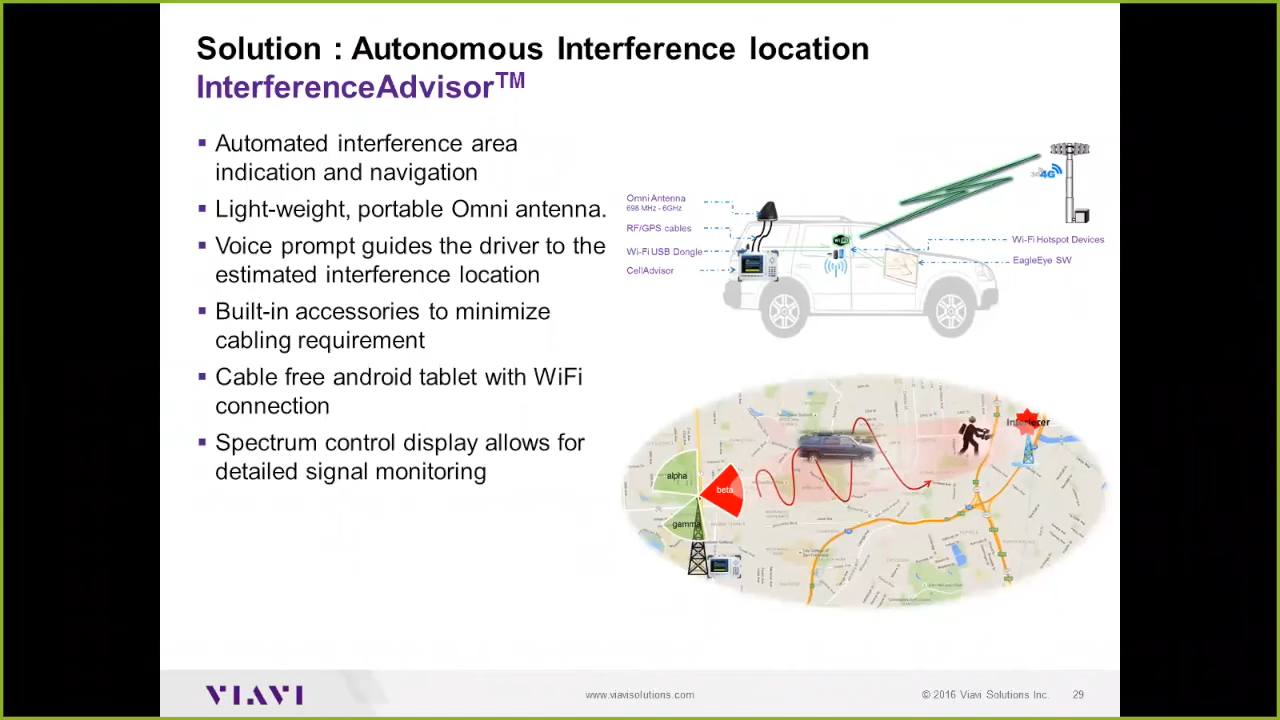 Solution : Autonomous Interference location
InterferenceAdvisor™
▪ Automated interference area
indication and navigation
▪ Light-weight, portable Omni antenna.
▪ Voice prompt guides the driver to the
estimated interference location
▪ Built-in accessories to minimize
cabling requirement
▪ Cable free android tablet with WiFi
connection
▪ Spectrum control display allows for
detailed signal monitoring
Omni Antenna
698 MHz - 6GHz
RF/GPS cables
Wi-Fi USB Dongle
CellAdvisor
4G
Wi-Fi Hotspot Devices
EagleEye SW
alpha
beta
gamma
Interferer
VIAVI
www.viavisolutions.com
© 2016 Viavi Solutions Inc.
29